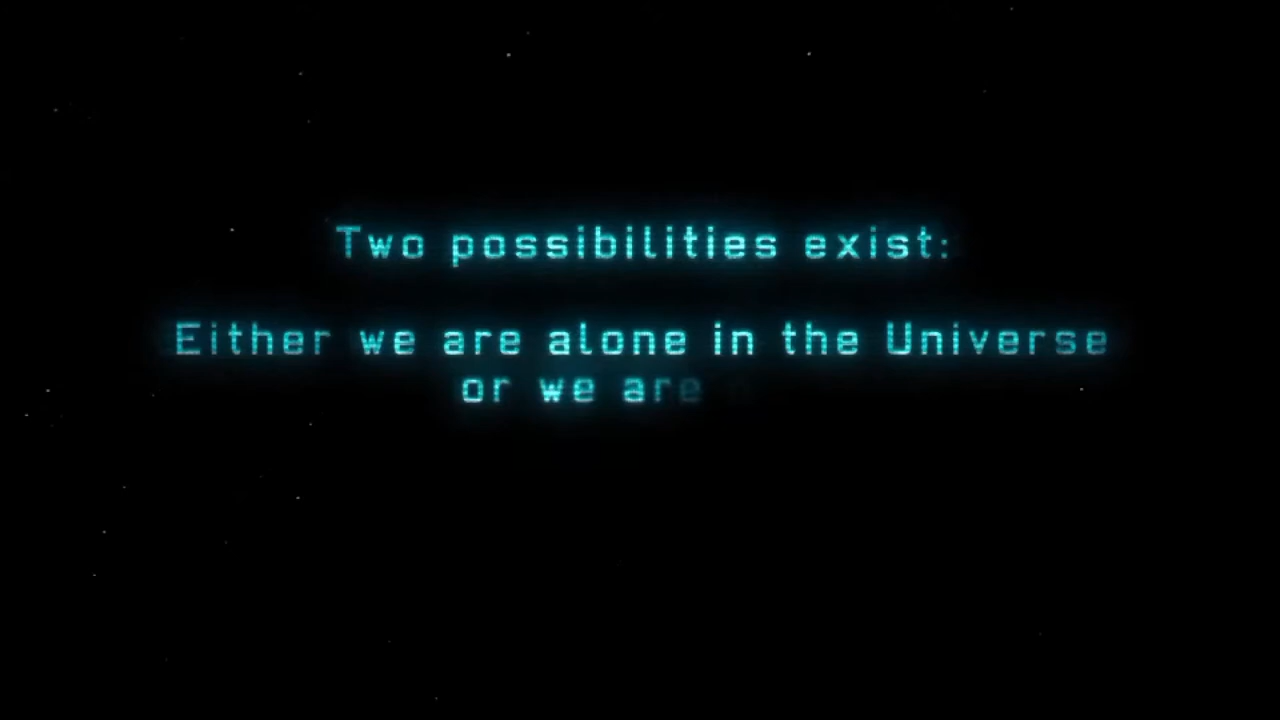 Two possibilities exist:
Either we are alone in the Universe
or we are